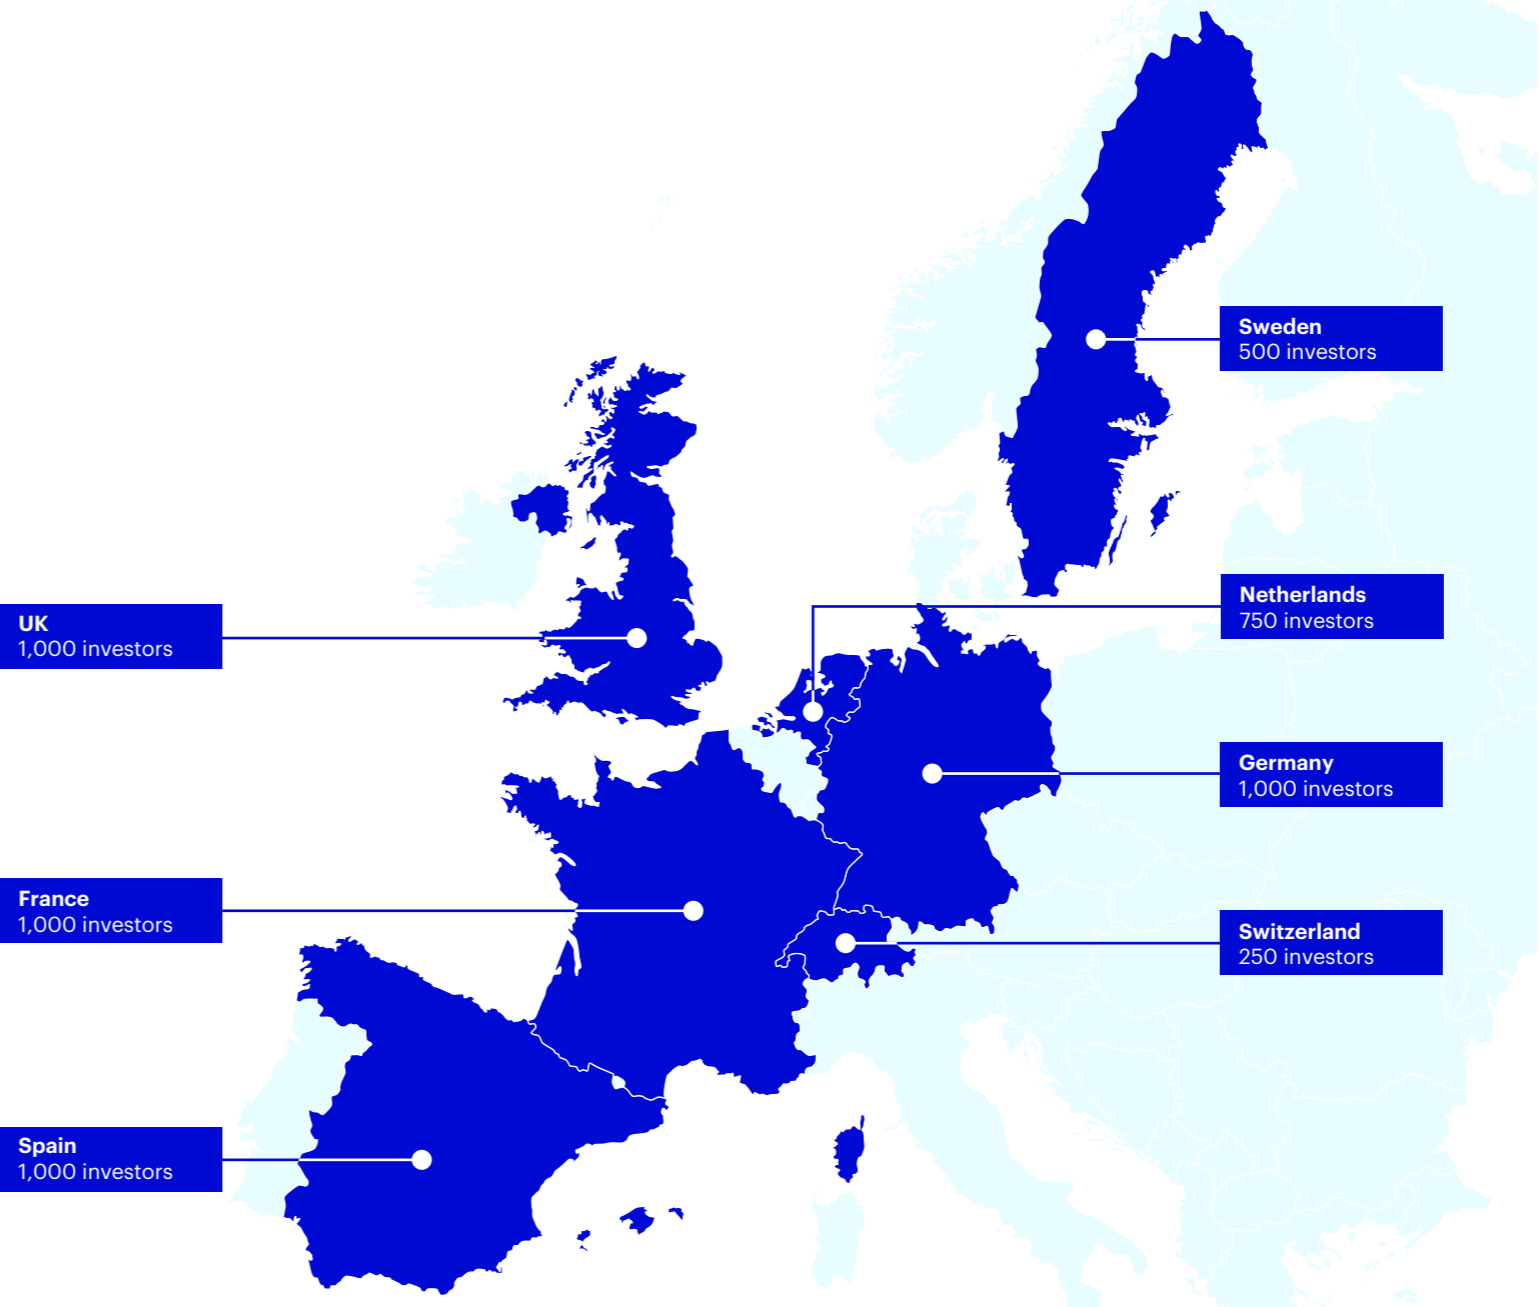 Sweden
500 investors
Netherlands
750 investors
UK
1,000 investors
Germany
1,000 investors
France
1,000 investors
Switzerland
250 investors
Spain
1,000 investors